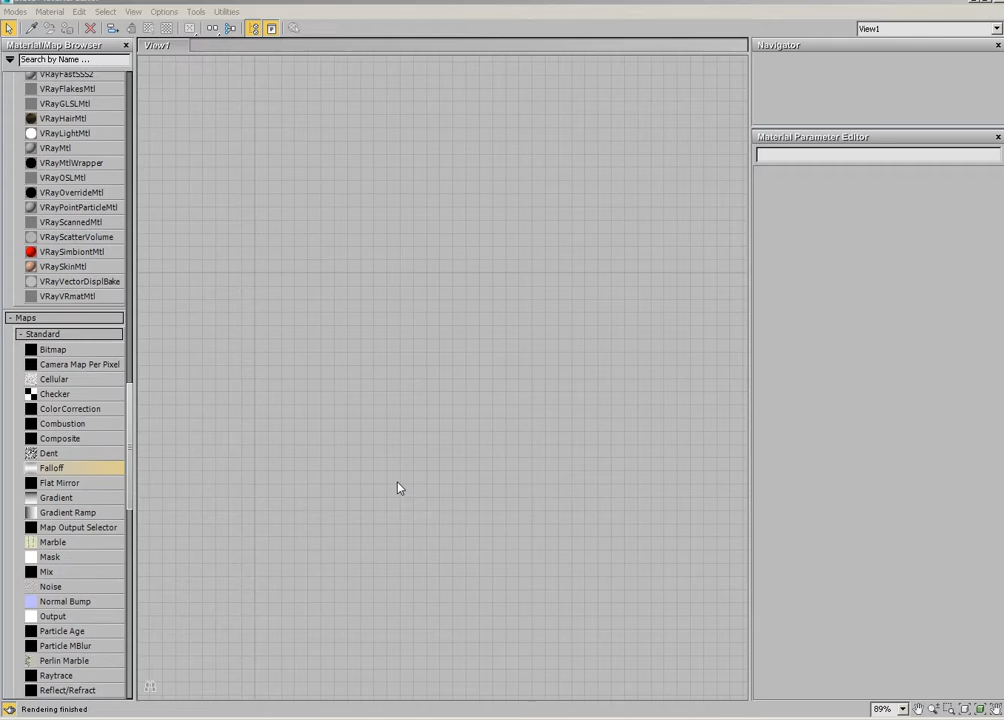 Modes Material Edit Select View Options Tools Utilities
View1
Material/Map Browser
Search by Name ...
VRayFastSSS2
VRayFlakesMtl
VRayGLSLMtl
VRayHairMtl
VRayLightMtl
VRayMtl
VRayMtlWrapper
VRayOSLMtl
VRayOverrideMtl
VRayPointParticleMtl
VRayScannedMtl
VRayScatterVolume
VRaySimbiontMtl
VRaySkinMtl
VRayVectorDisplBake
VRayVRmatMtl
- Maps
- Standard
Bitmap
Camera Map Per Pixel
Cellular
Checker
ColorCorrection
Combustion
Composite
Dent
Falloff
Flat Mirror
Gradient
Gradient Ramp
Map Output Selector
Marble
Mask
Mix
Noise
Normal Bump
Output
Particle Age
Particle MBlur
Perlin Marble
Raytrace
Reflect/Refract
View1
Navigator
Material Parameter Editor
Rendering finished
89%